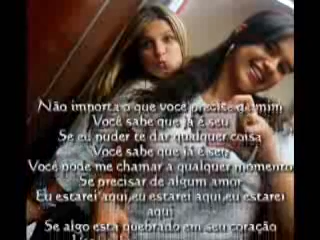 Não importa o que você precise de mim
Você sabe que já é seu
Se eu puder te dar qualquer coisa
Você sabe que já é seu
Você pode me chamar a qualquer momento
Se precisar de algum amor
Eu estarei aqui,eu estarei aqui,eu estarei
aqui
Se algo está quebrado em seu coração